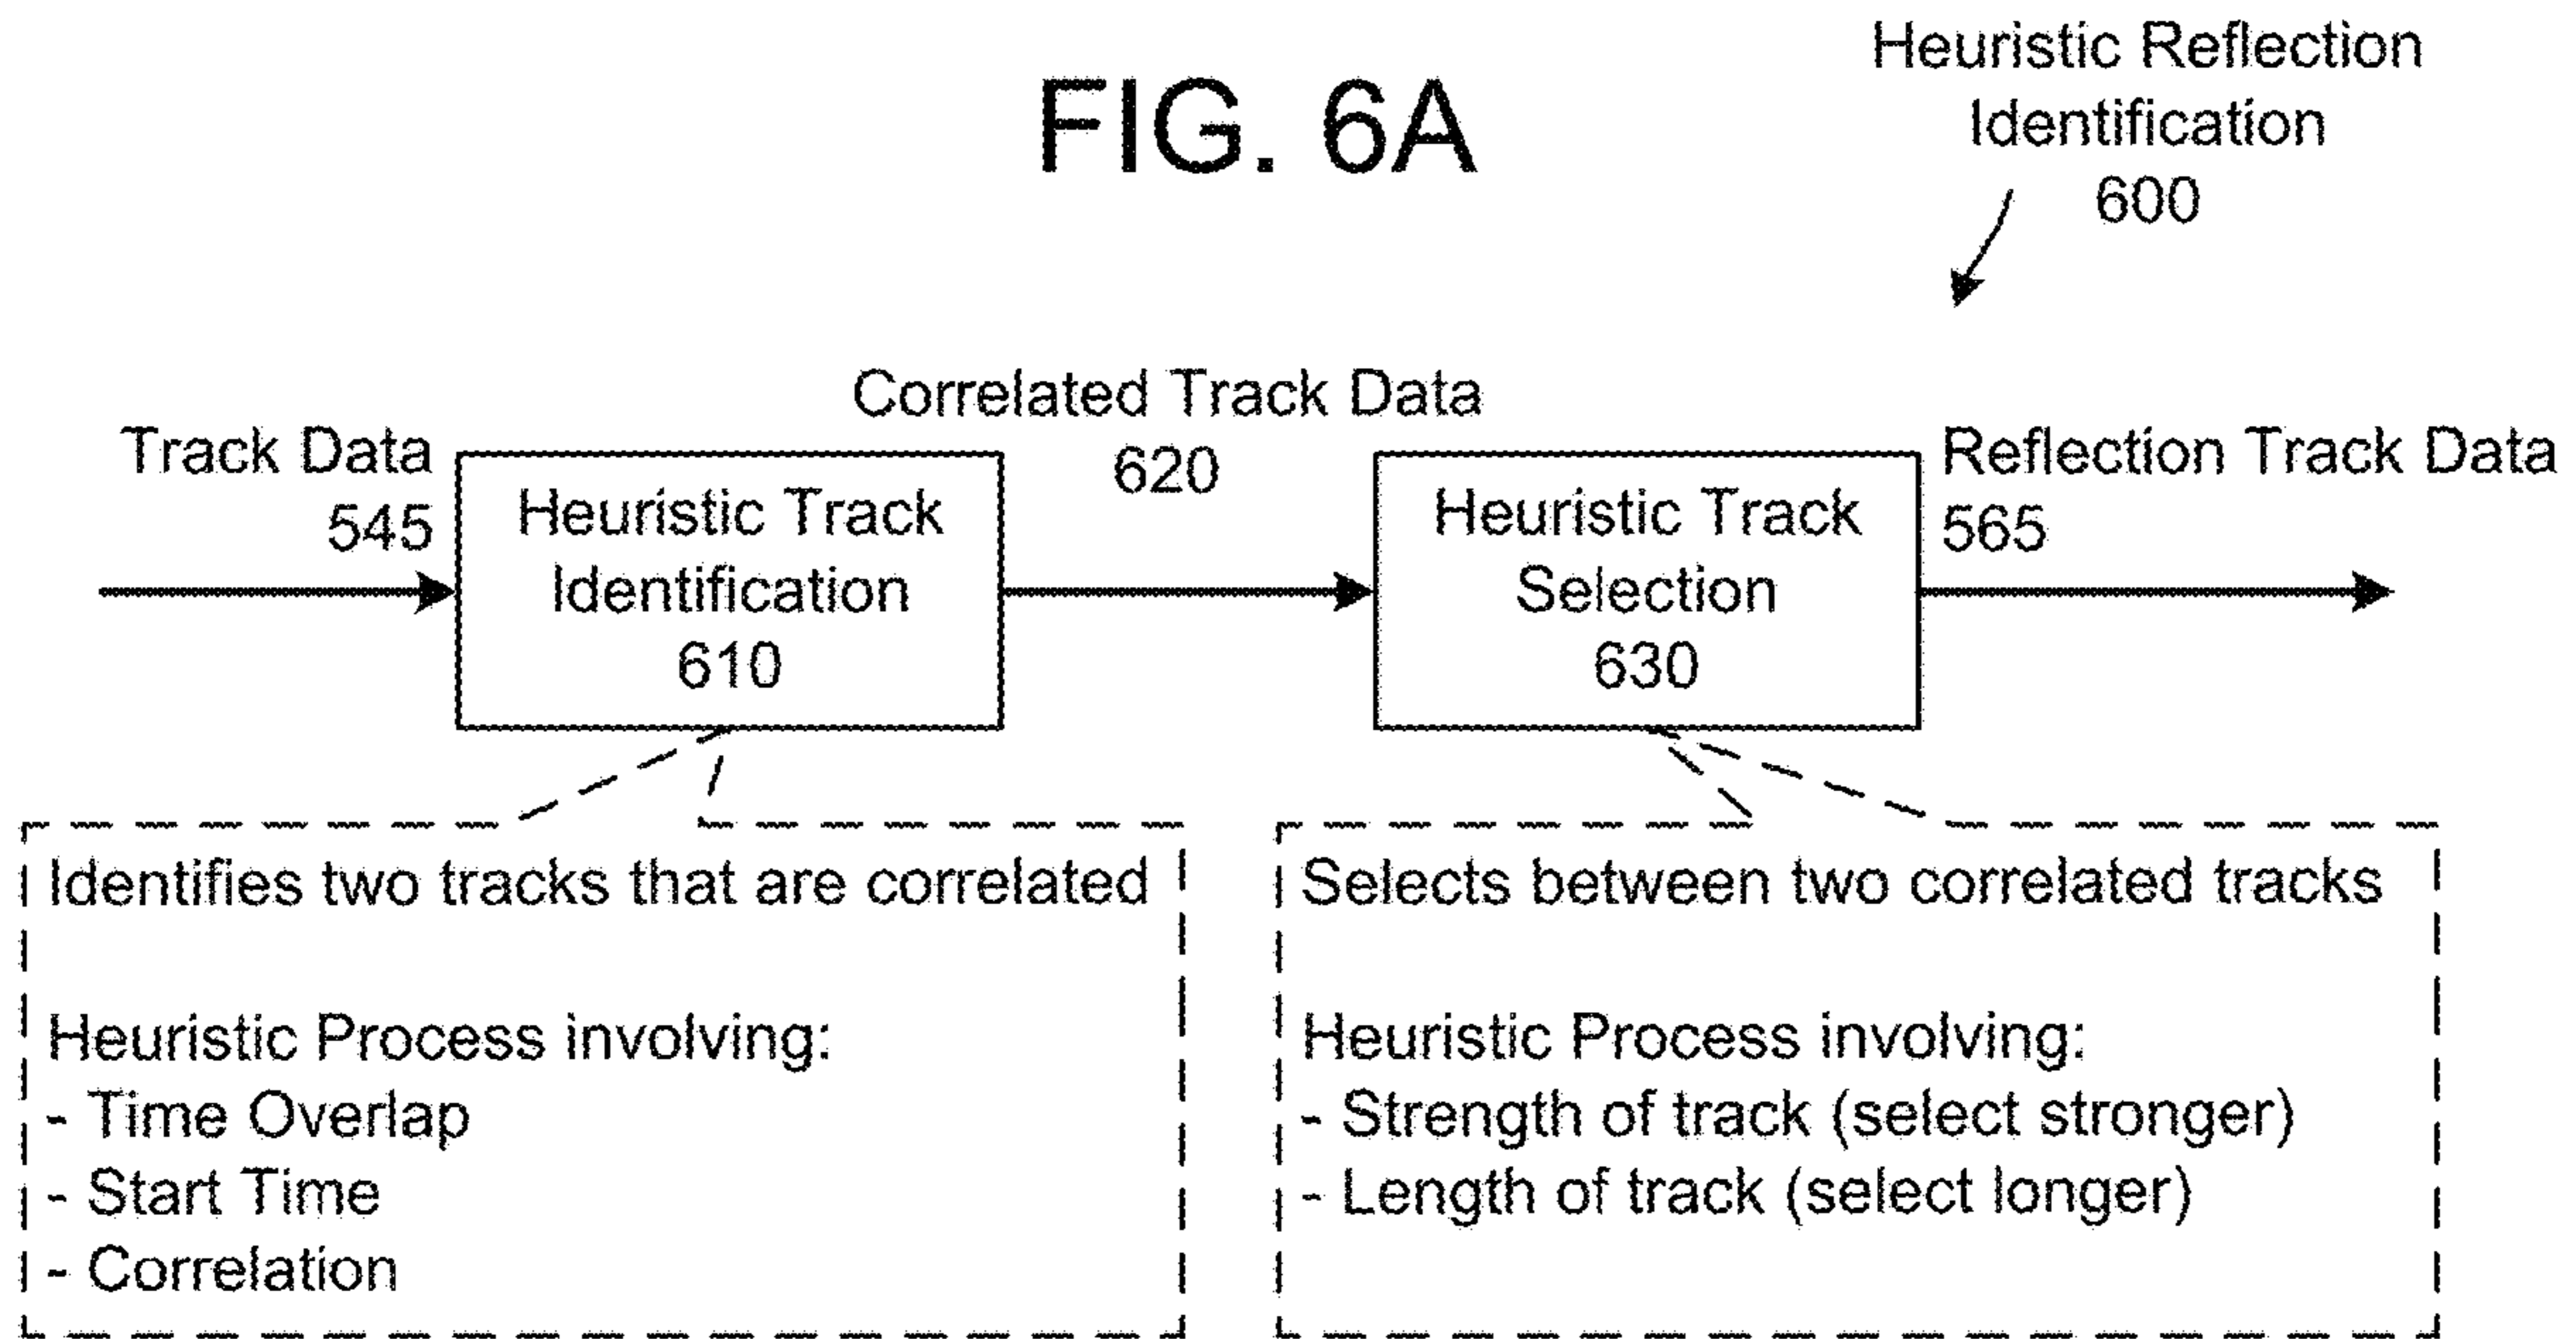 FIG. 6A
Heuristic Reflection
Identification
600
Track Data
545
Heuristic Track
Identification
610
Correlated Track Data
620
Heuristic Track
Selection
630
Reflection Track Data
565
Identifies two tracks that are correlated
Heuristic Process involving:
- Time Overlap
- Start Time
- Correlation
Selects between two correlated tracks
Heuristic Process involving:
- Strength of track (select stronger)
- Length of track (select longer)